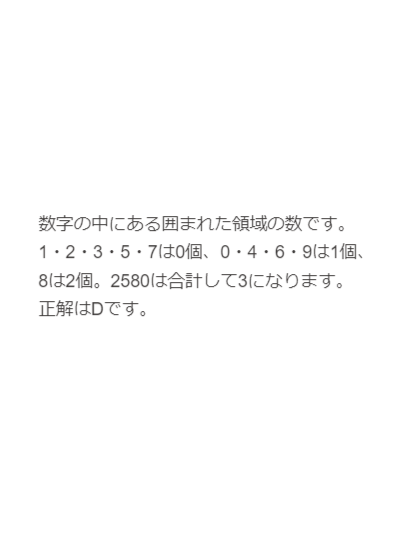 数字の中にある囲まれた領域の数です。
1・2・3・5・7は0個、0・4・6・9は1個、
8は2個。2580は合計して3になります。
正解はDです。